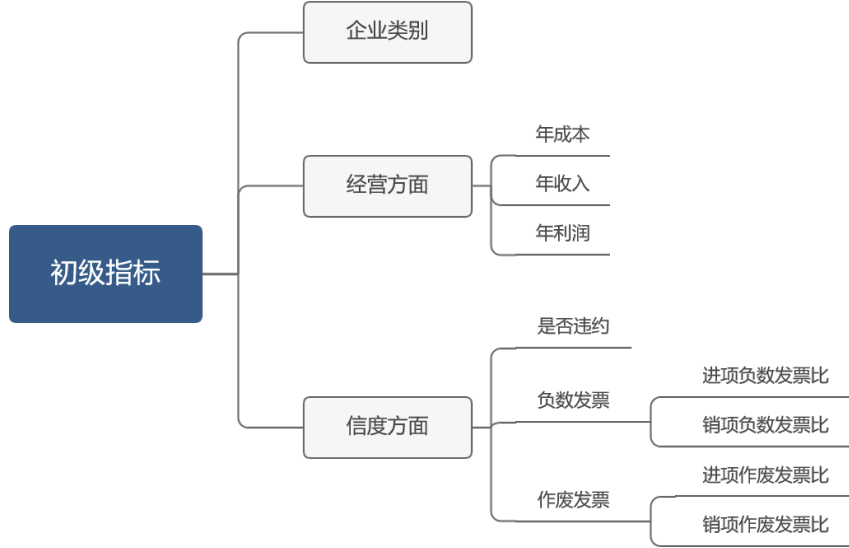 企业类别
年成本
经营方面
年收入
年利润
初级指标
是否违约
进项负数发票比
负数发票
销项负数发票比
信度方面
进项作废发票比
作废发票
销项作废发票比